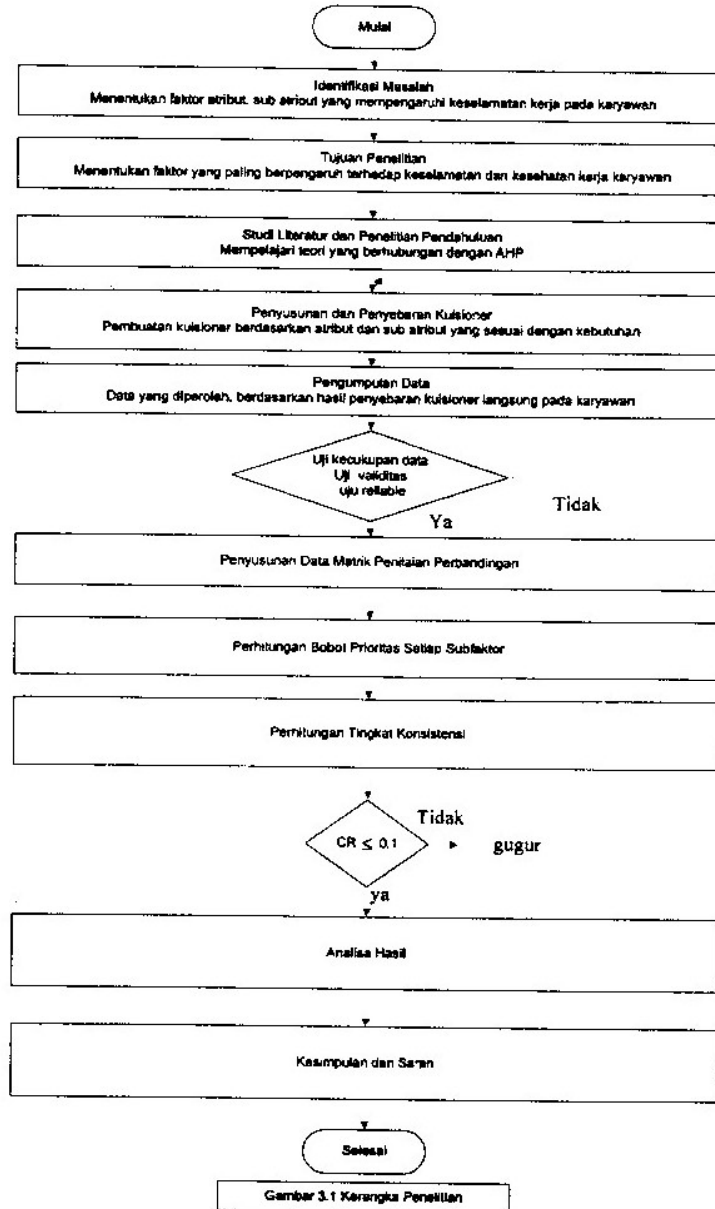 Mulai
Identifikasi Masalah
Menentukan faktor atribut, sub atribut yang mempengaruhi keselamatan kerja pada karyawan
Tujuan Penelitian
Menentukan faktor yang paling berpengaruh terhadap keselamatan dan kesehatan kerja karyawan
Studi Literatur dan Penelitian Pendahuluan
Mempelajari teori yang berhubungan dengan AHP
Penyusunan dan Penyebaran Kuisioner
Pembuatan kuisioner berdasarkan atribut dan sub atribut yang sesuai dengan kebutuhan
Pengumpulan Data
Data yang diperoleh, berdasarkan hasil penyebaran kuisioner langsung pada karyawan
Uji kecukupan data
Uji validitas
uju reliable
Tidak
Ya
Penyusunan Data Matrik Penilaian Perbandingan
Perhitungan Bobot Prioritas Setiap Subfaktor
Perhitungan Tingkat Konsistensi
Tidak
CR ≤ 0.1
gugur
ya
Analisa Hasil
Kesimpulan dan Saran
Selesai
Gambar 3.1 Kerangka Penelitian